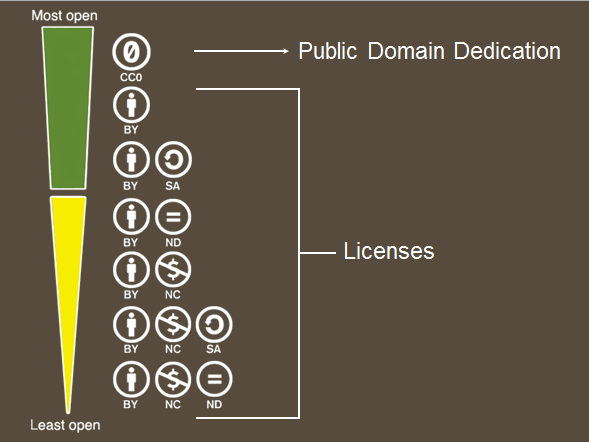 Most open
CC0
Public Domain Dedication
BY
BY SA
BY ND
Licenses
BY NC
BY NC SA
BY NC ND
Least open